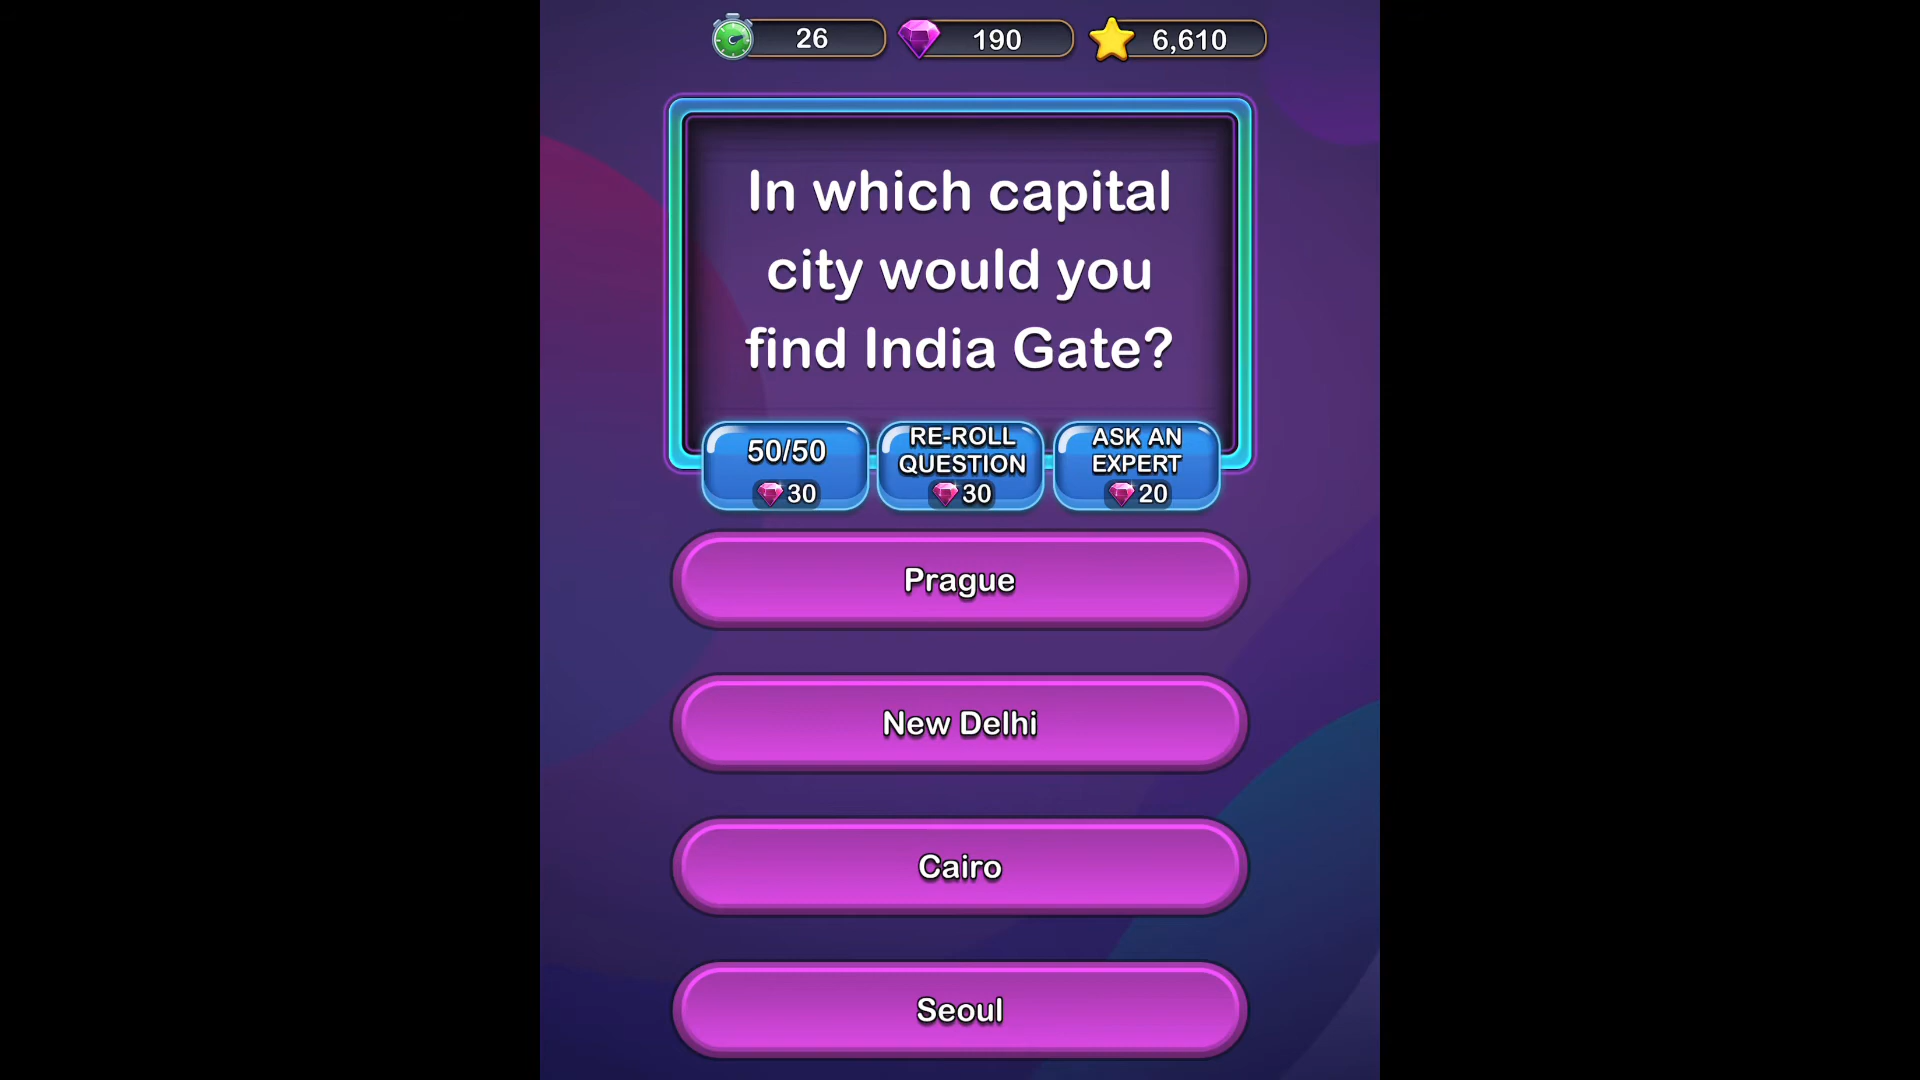 26
190
6,610
In which capital
city would you
find India Gate?
50/50
30
RE-ROLL
QUESTION
30
ASK AN
EXPERT
20
Prague
New Delhi
Cairo
Seoul